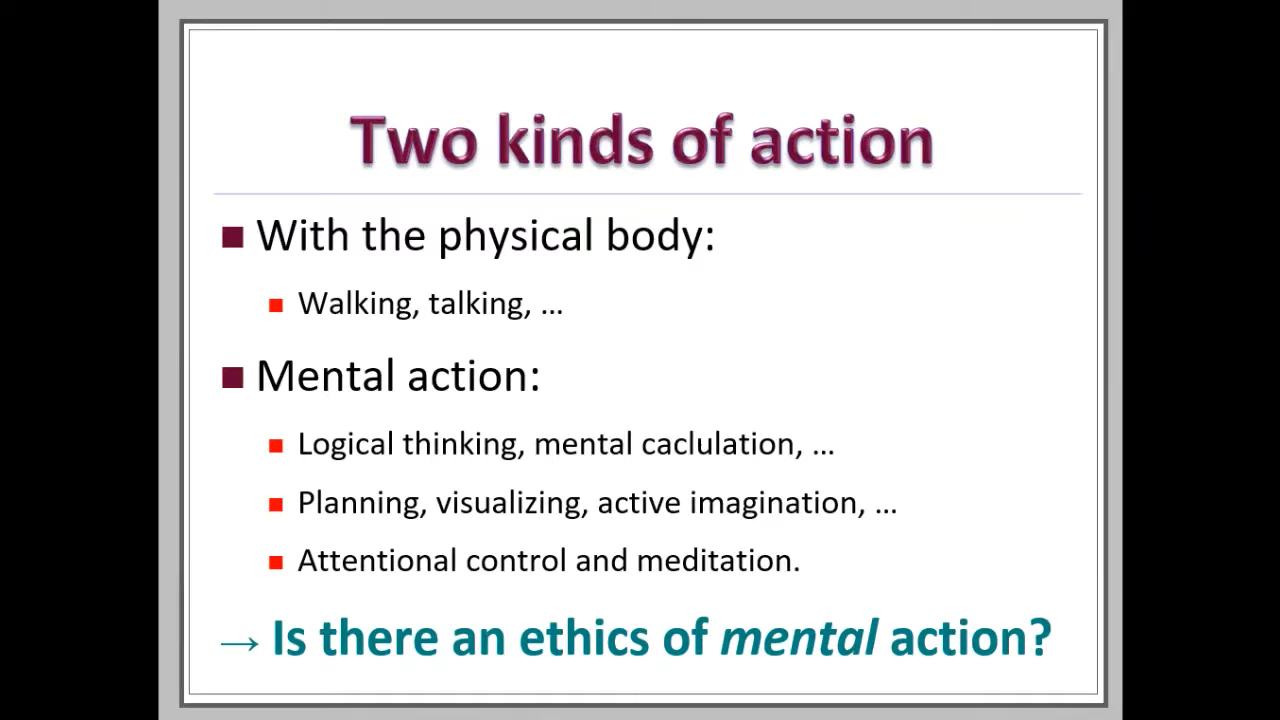 Two kinds of action
With the physical body:
Walking, talking, ...
Mental action:
Logical thinking, mental caclulation, ...
Planning, visualizing, active imagination, ...
Attentional control and meditation.
→ Is there an ethics of mental action?